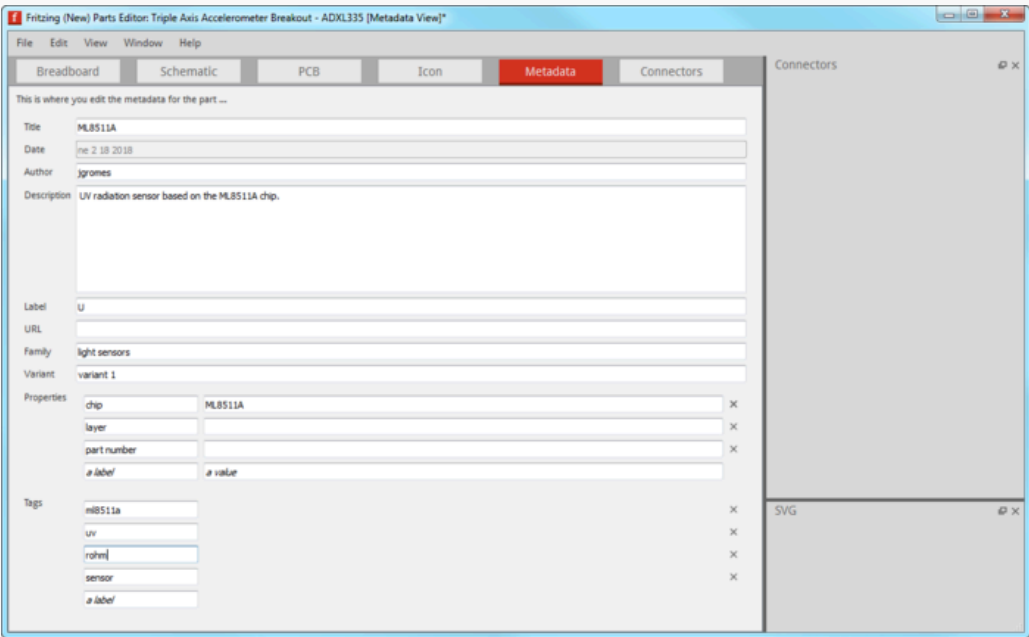 Fritzing (New) Parts Editor: Triple Axis Accelerometer Breakout - ADXL335 [Metadata View]*
File Edit View Window Help
Breadboard Schematic PCB Icon Metadata Connectors
Connectors
This is where you edit the metadata for the part ...
Title ML8511A
Date ne 2 18 2018
Author jgromes
Description UV radiation sensor based on the ML8511A chip.
Label U
URL
Family light sensors
Variant variant 1
Properties
chip ML8511A
layer
part number
a label a value
Tags
ml8511a
SVG
uv
rohm
sensor
a label